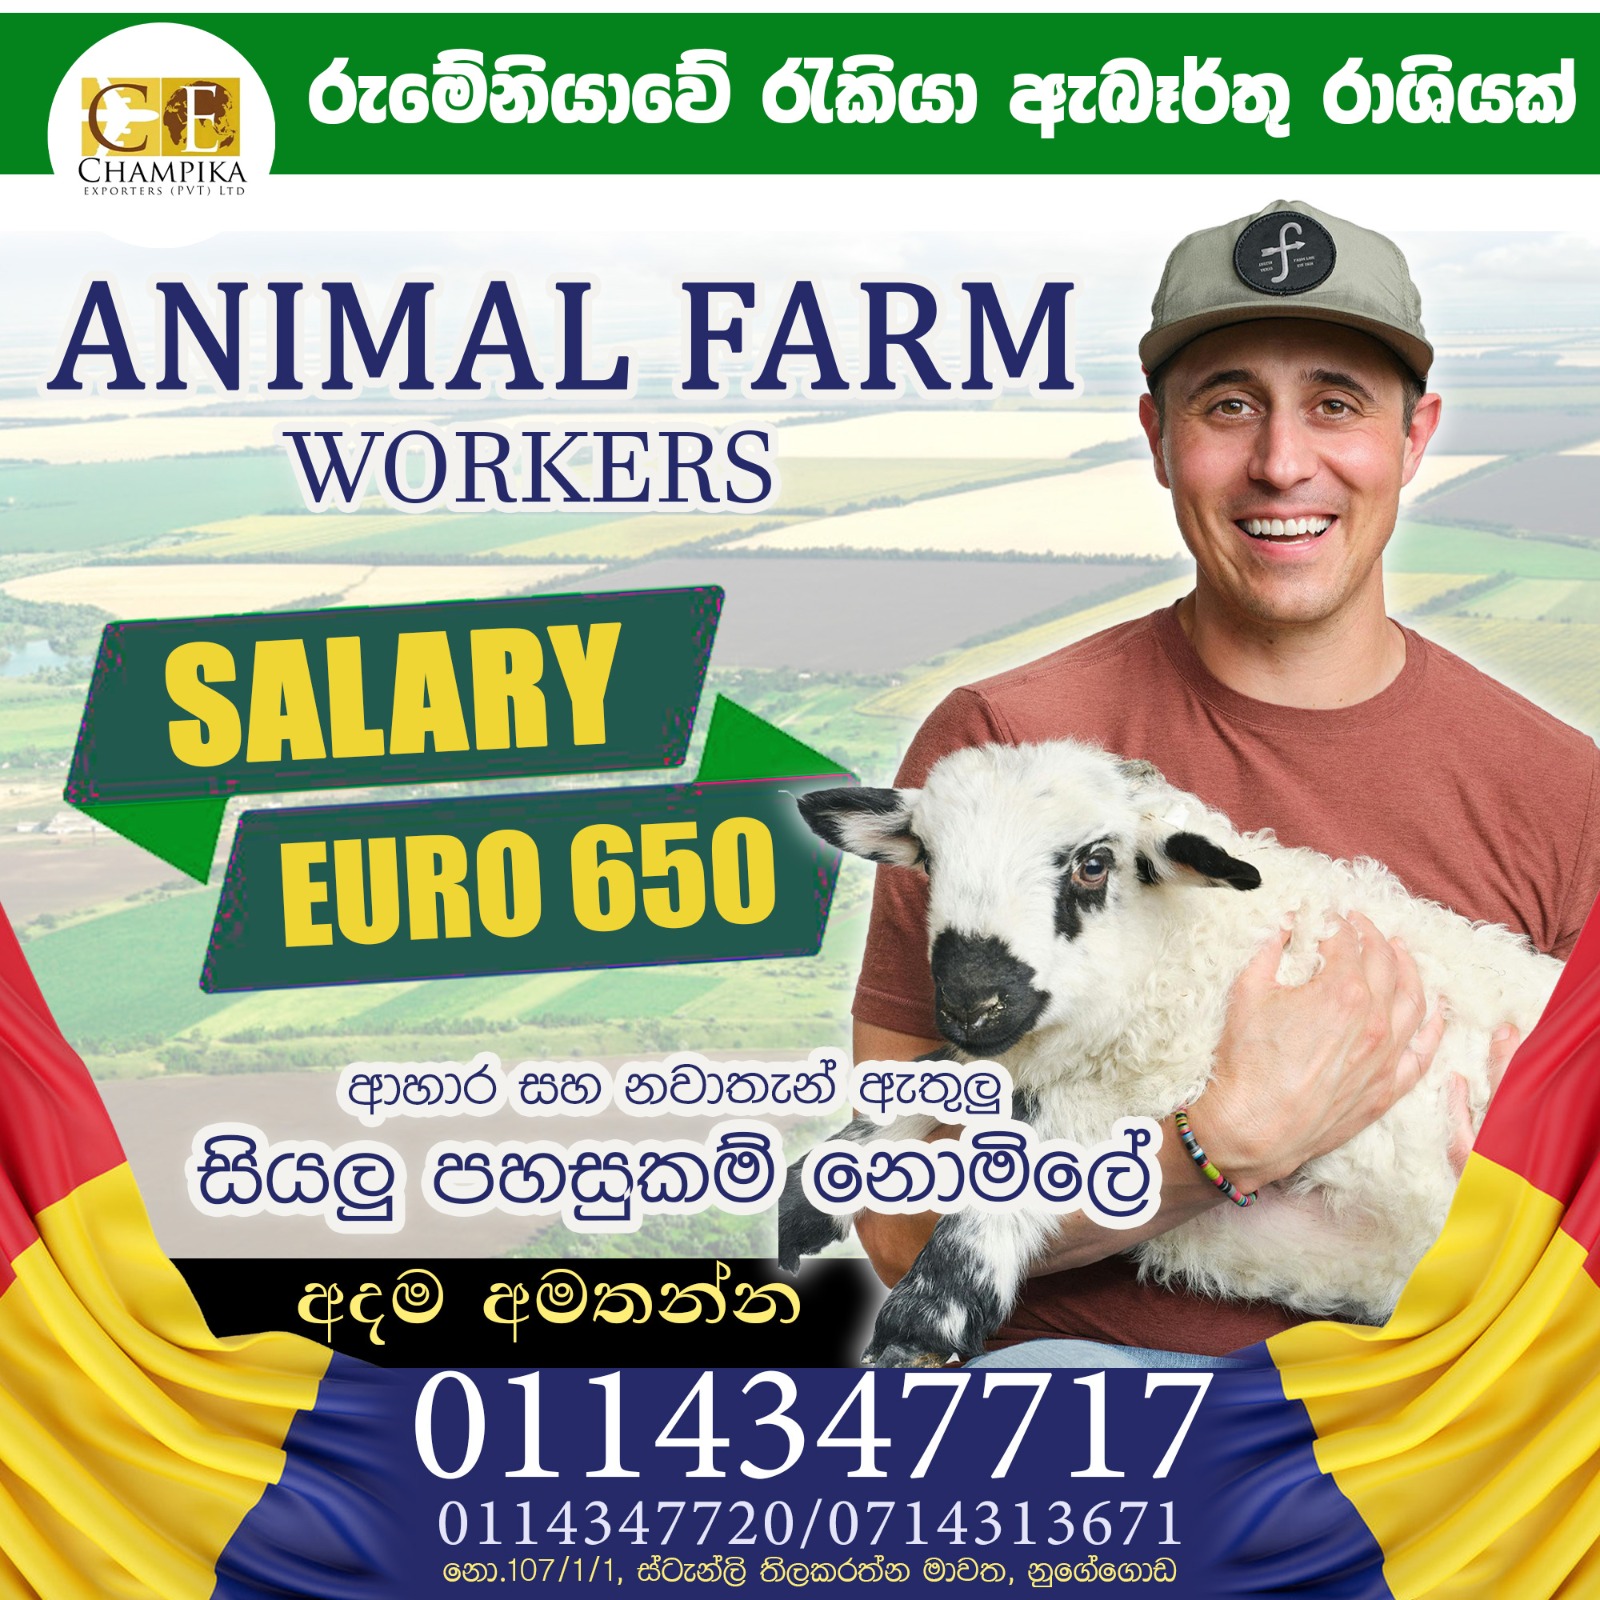 රුමේනියාවේ රැකියා ඇබෑර්තු රාශියක්
CE
CHAMPIKA
EXPORTERS (PVT) LTD
ANIMAL FARM
WORKERS
SALARY
EURO 650
ආහාර සහ නවාතැන් ඇතුලු
සියලු පහසුකම් නොමිලේ
අදම අමතන්න
0114347717
0114347720/0714313671
නො.107/1/1, ස්ටැන්ලි තිලකරත්න මාවත, නුගේගොඩ